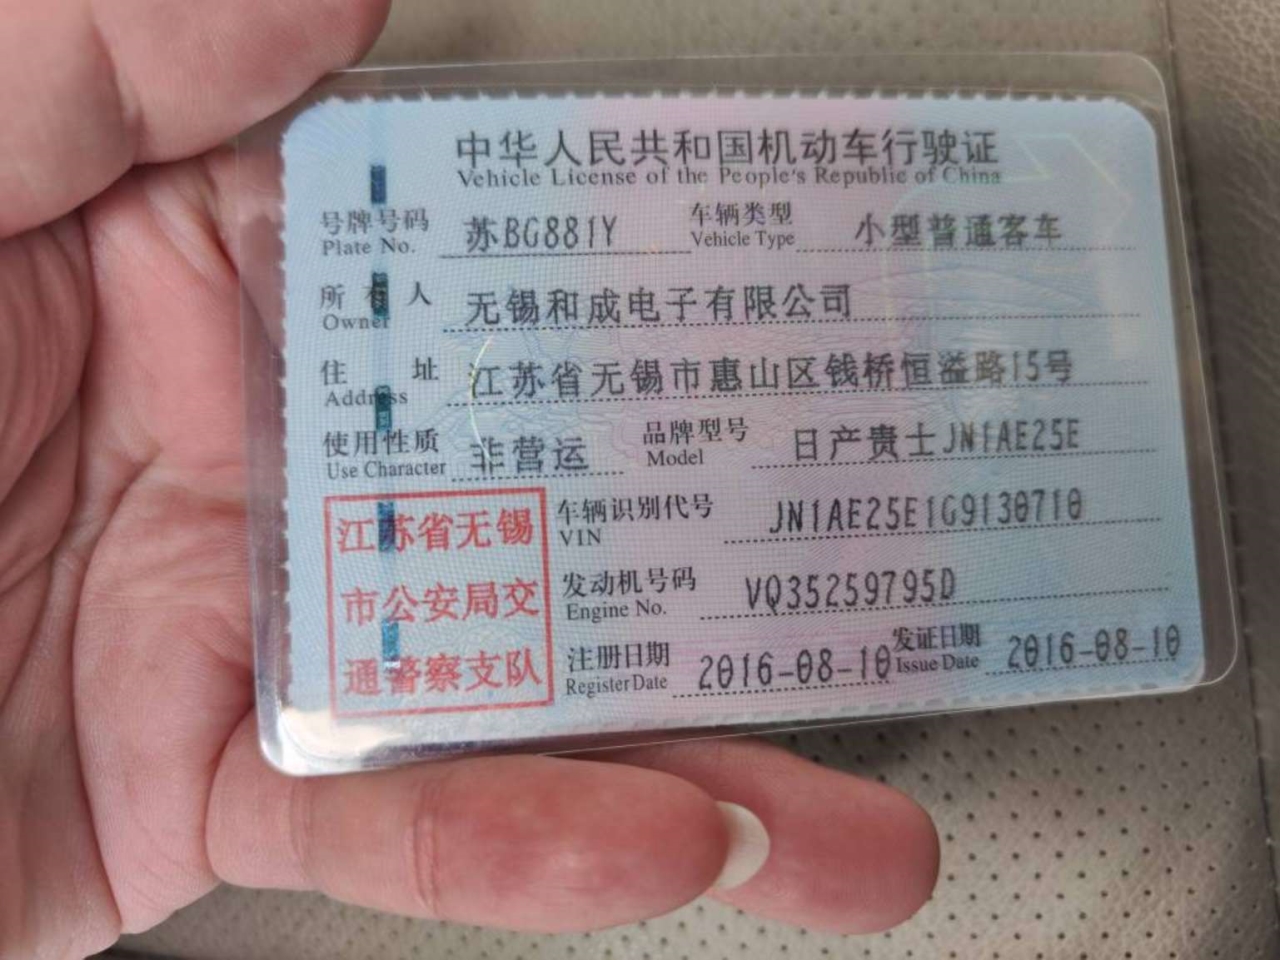 中华人民共和国机动车行驶证
Vehicle License of the People's Republic of China
号牌号码 苏BG881Y 车辆类型 小型普通客车
Plate No. Vehicle Type
所有人 无锡和成电子有限公司
Owner
住址 江苏省无锡市惠山区钱桥恒溢路15号
Address
使用性质 非营运 品牌型号 日产贵士JN1AE25E
Use Character Model
车辆识别代号 JN1AE25E1G9130710
VIN
发动机号码 VQ35259795D
Engine No.
注册日期 2016-08-10 发证日期 2016-08-10
Register Date Issue Date
江苏省无锡
市公安局交
通警察支队